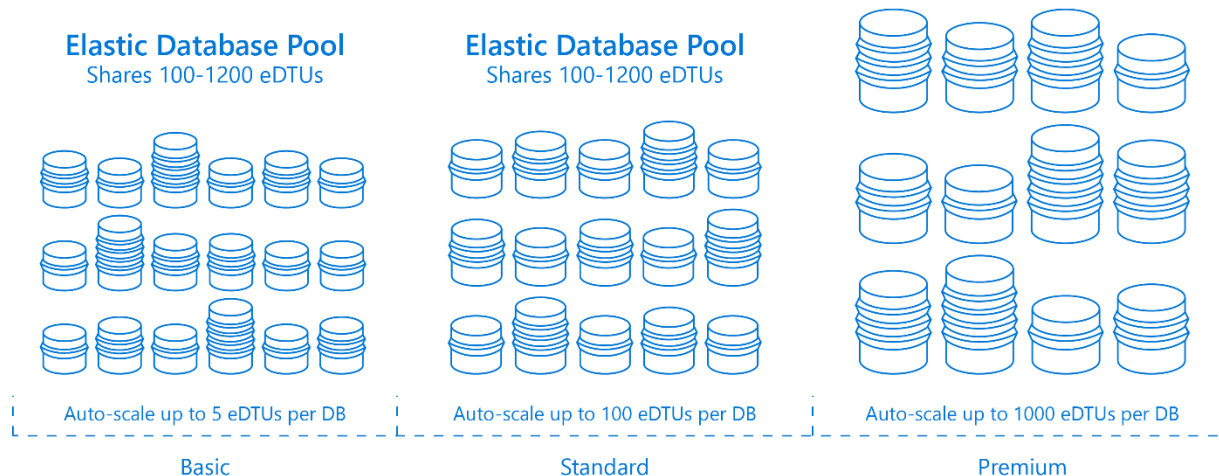 Elastic Database Pool
Shares 100-1200 eDTUs
Auto-scale up to 5 eDTUs per DB
Basic
Elastic Database Pool
Shares 100-1200 eDTUs
Auto-scale up to 100 eDTUs per DB
Standard
Auto-scale up to 1000 eDTUs per DB
Premium